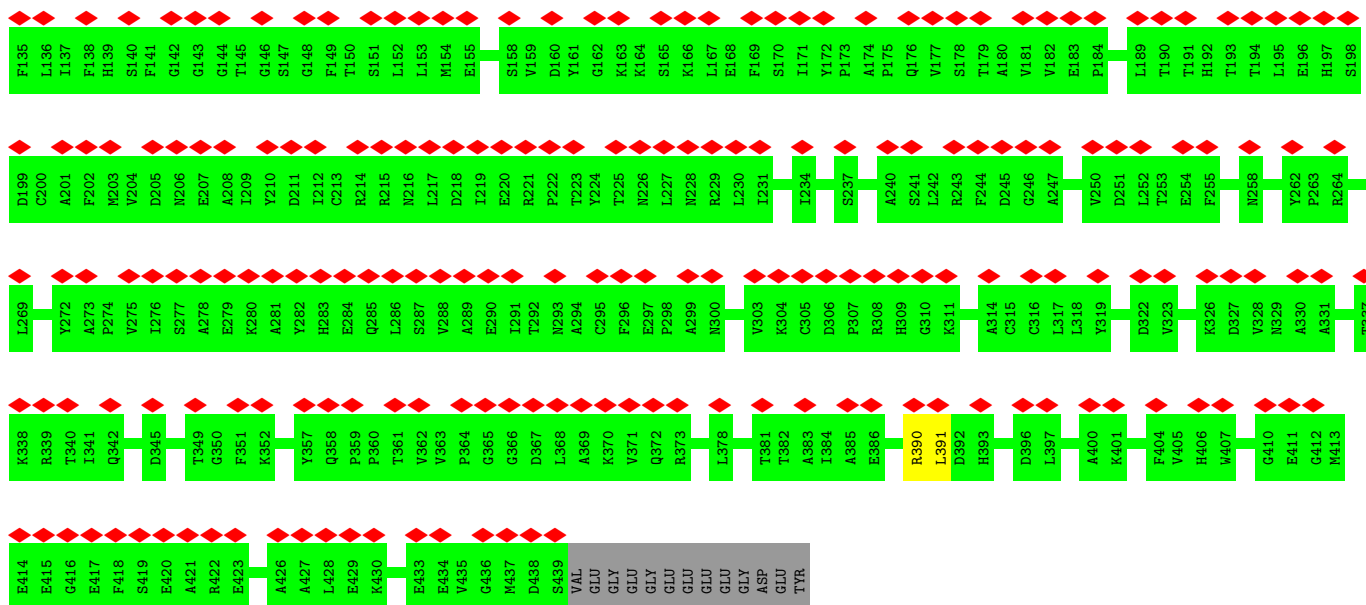 F135 L136 I137 F138 H139 S140 F141 G142 G143 G144 T145 G146 S147 G148 F149 T150 S151 L152 L153 M154 E155 S158 V159 D160 Y161 G162 K163 K164 S165 K166 L167 E168 F169 S170 I171 Y172 P173 A174 P175 Q176 V177 S178 T179 A180 V181 V182 E183 P184 L189 T190 T191 H192 T193 T194 L195 E196 H197 S198
D199 C200 A201 F202 M203 V204 D205 N206 E207 A208 I209 Y210 D211 I212 C213 R214 R215 N216 L217 D218 I219 E220 R221 P222 T223 Y224 T225 N226 L227 N228 R229 L230 I231 I234 S237 A240 S241 L242 R243 F244 D245 G246 A247 V250 D251 L252 T253 E254 F255 N258 Y262 P263 R264
L269 Y272 A273 P274 V275 I276 S277 A278 E279 K280 A281 Y282 H283 E284 Q285 L286 S287 V288 A289 E290 I291 T292 N293 A294 C295 F296 E297 P298 A299 N300 V303 K304 C305 D306 P307 R308 H309 G310 K311 A314 C315 C316 L317 L318 Y319 D322 V323 K326 D327 V328 N329 A330 A331 T337
K338 R339 T340 I341 Q342 D345 T349 G350 F351 K352 Y357 Q358 P359 P360 T361 V362 V363 P364 G365 G366 D367 L368 A369 K370 V371 Q372 R373 L378 T381 T382 A383 I384 A385 E386 R390 L391 D392 H393 D396 L397 A400 K401 F404 V405 H406 W407 G410 E411 G412 M413
E414 E415 G416 E417 F418 S419 E420 A421 R422 E423 A426 A427 L428 E429 K430 E433 E434 V435 G436 M437 D438 S439 VAL GLU GLY GLU GLY GLU GLU GLU GLU GLY ASP GLU TYR